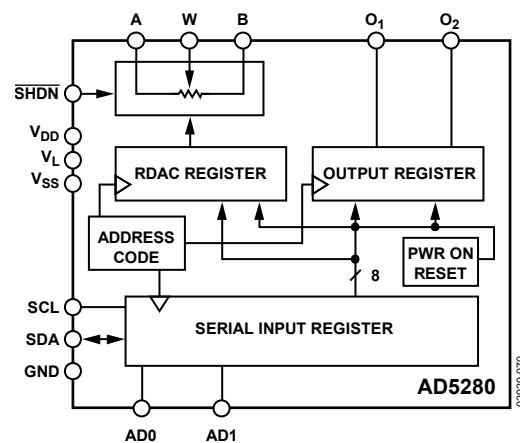 A W B O1 O2
SHDN
VDD
VL
VSS
RDAC REGISTER
OUTPUT REGISTER
ADDRESS
CODE
PWR ON
RESET
8
SCL
SDA
GND
SERIAL INPUT REGISTER
AD5280
AD0 AD1